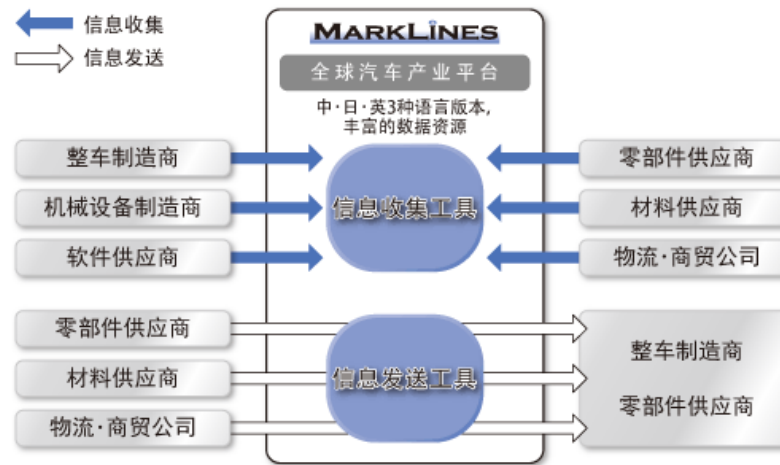 信息收集
信息发送
MARKLINES
全球汽车产业平台
中·日·英3种语言版本,
丰富的数据资源
整车制造商
机械设备制造商
软件供应商
信息收集工具
零部件供应商
材料供应商
物流·商贸公司
零部件供应商
材料供应商
物流·商贸公司
信息发送工具
整车制造商
零部件供应商